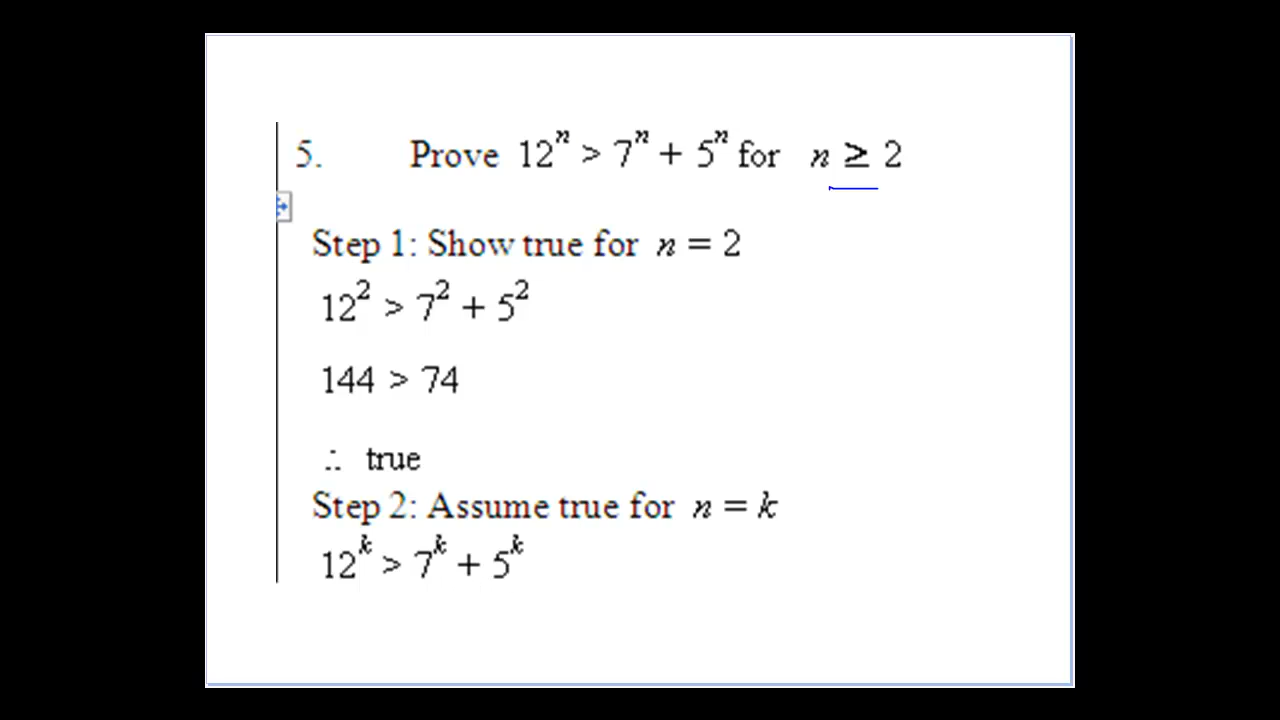 5. Prove 12ⁿ > 7ⁿ + 5ⁿ for n ≥ 2
Step 1: Show true for n = 2
12² > 7² + 5²
144 > 74
∴ true
Step 2: Assume true for n = k
12ᵏ > 7ᵏ + 5ᵏ